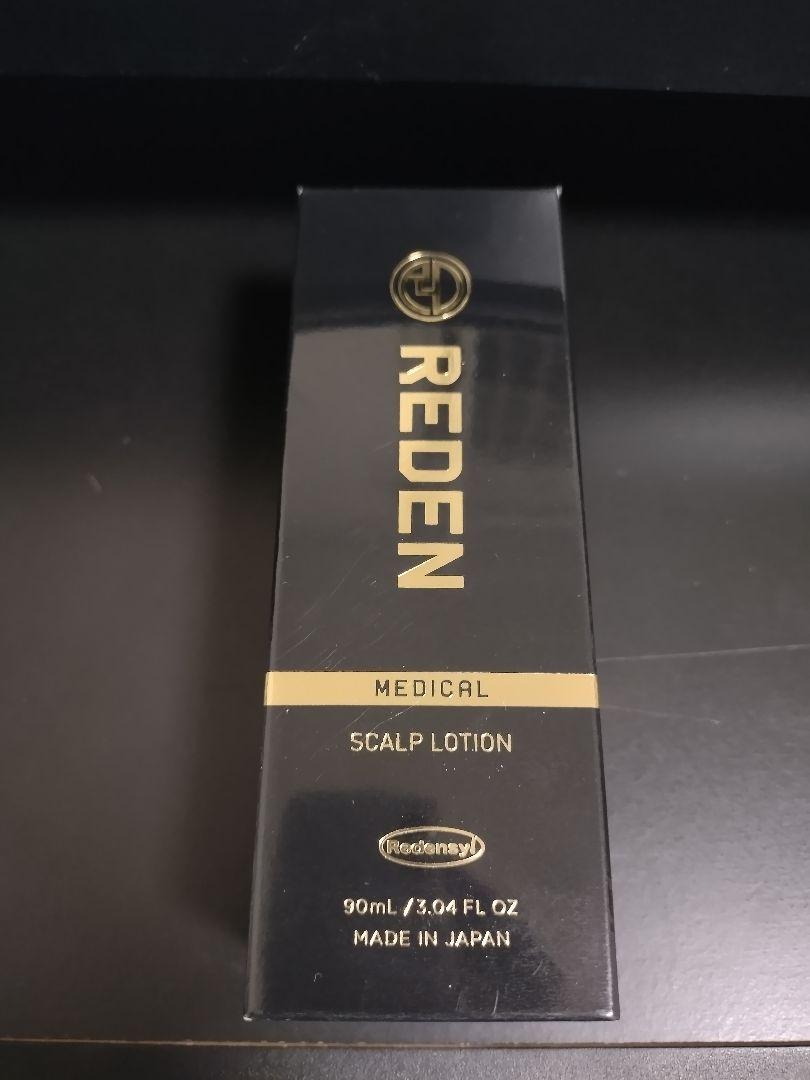 REDEN
MEDICAL
SCALP LOTION
Redensyl
90mL/3.04 FL OZ
MADE IN JAPAN